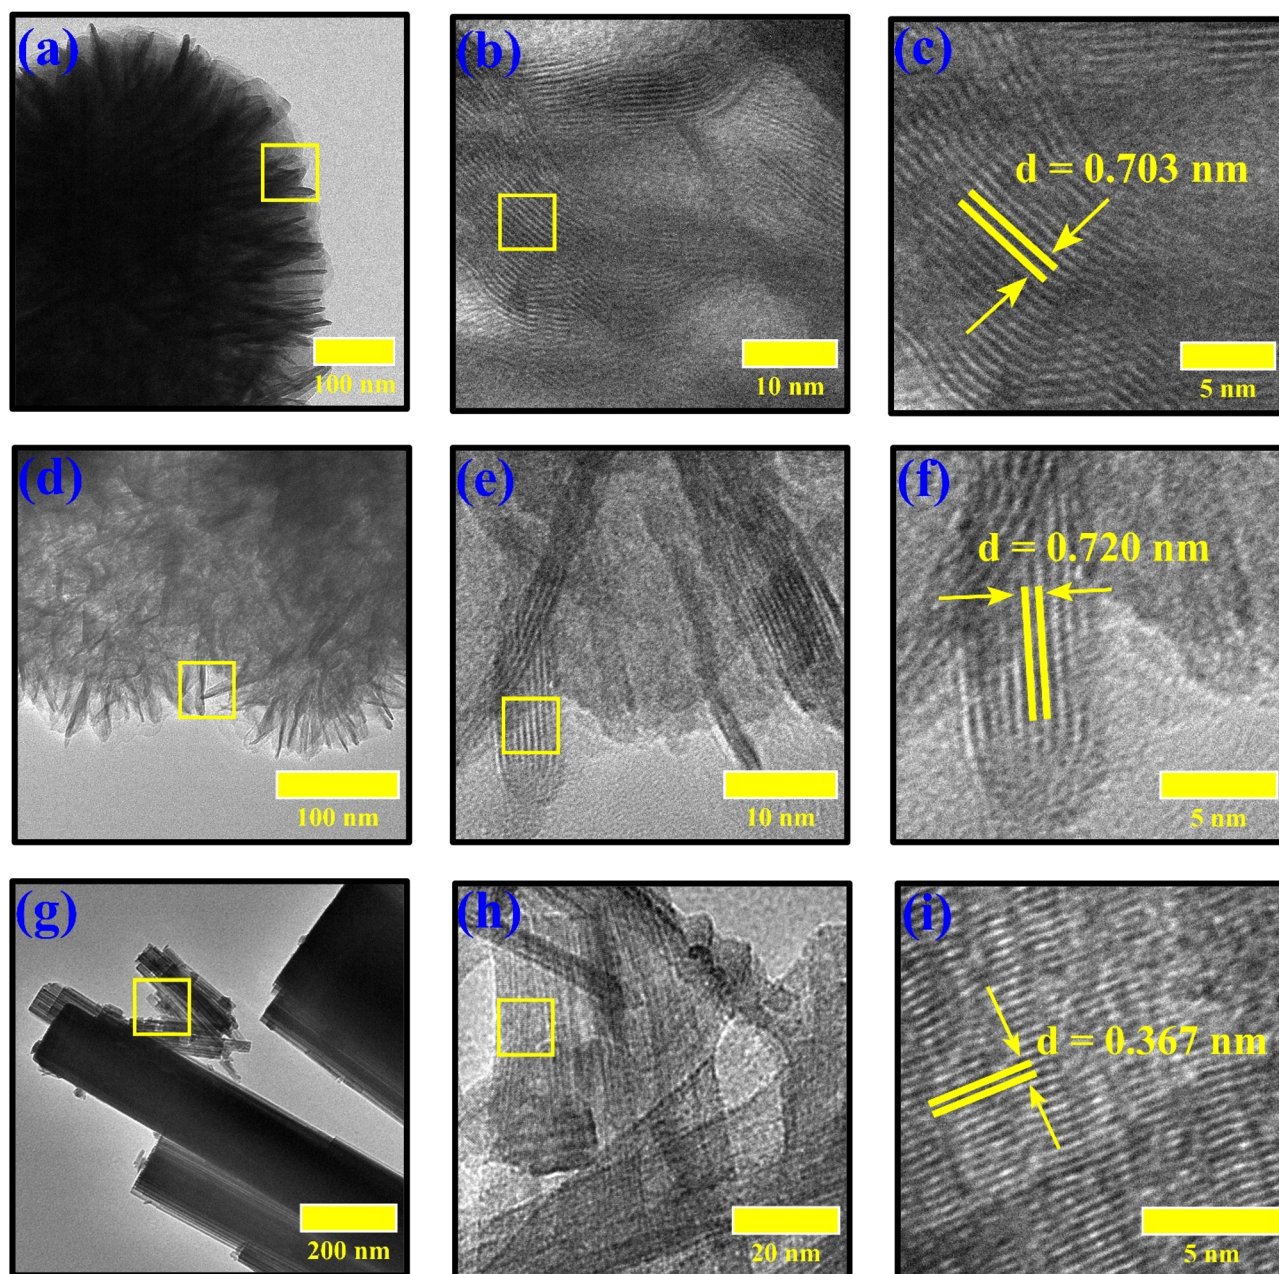 (a)
100 nm
(b)
10 nm
(c)
d = 0.703 nm
5 nm
(d)
100 nm
(e)
10 nm
(f)
d = 0.720 nm
5 nm
(g)
200 nm
(h)
20 nm
(i)
d = 0.367 nm
5 nm